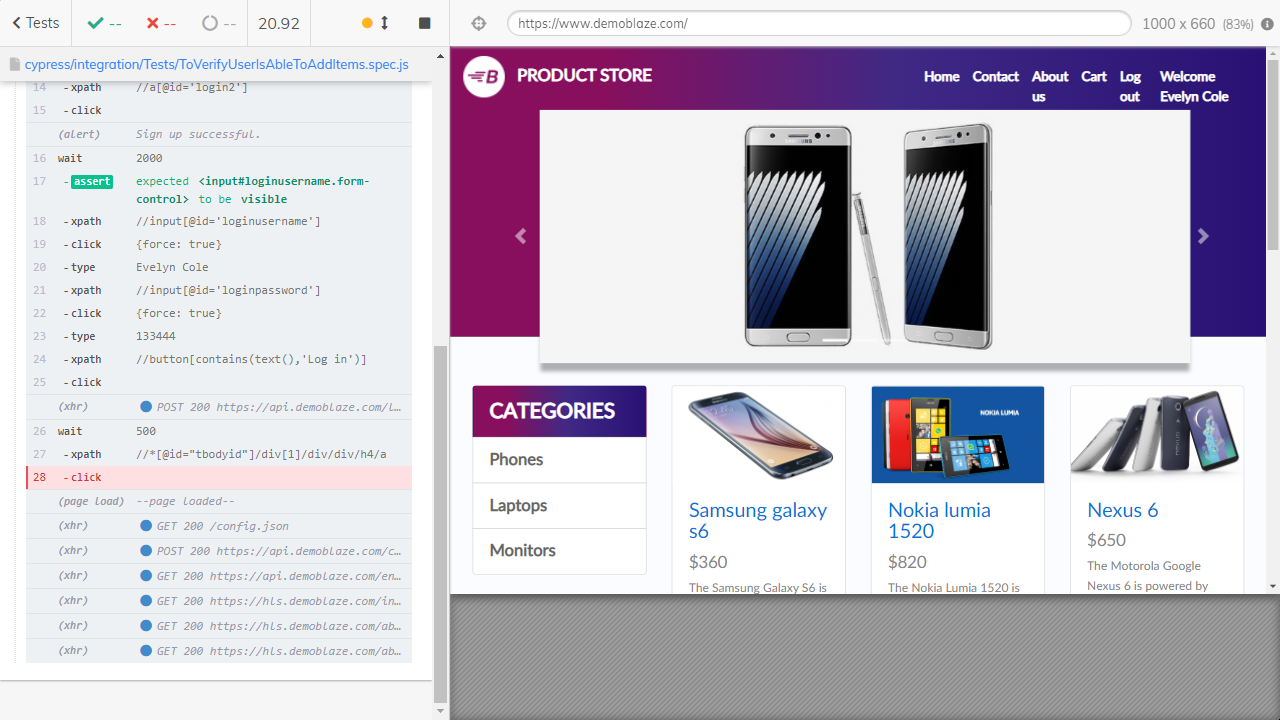 Tests
--
--
--
20.92
https://www.demoblaze.com/
1000 x 660 (83%)
cypress/integration/Tests/ToVerifyUserIsAbleToAddItems.spec.js
14 -xpath //a[@id='login2']
15 -click
(alert) Sign up successful.
16 wait 2000
17 -assert expected <input#loginusername.form-
control> to be visible
18 -xpath //input[@id='loginusername']
19 -click {force: true}
20 -type Evelyn Cole
21 -xpath //input[@id='loginpassword']
22 -click {force: true}
23 -type 133444
24 -xpath //button[contains(text(),'Log in')]
25 -click
(xhr) POST 200 https://api.demoblaze.com/l…
26 wait 500
27 -xpath //*[@id="tbodyid"]/div[1]/div/div/h4/a
28 -click
(page load) --page loaded--
(xhr) GET 200 /config.json
(xhr) POST 200 https://api.demoblaze.com/c…
(xhr) GET 200 https://api.demoblaze.com/en…
(xhr) GET 200 https://hls.demoblaze.com/in…
(xhr) GET 200 https://hls.demoblaze.com/ab…
(xhr) GET 200 https://hls.demoblaze.com/ab…
B
PRODUCT STORE
Home Contact About Cart Log Welcome
us out Evelyn Cole
SAMSUNG
CATEGORIES
Phones
Laptops
Monitors
Samsung galaxy
s6
$360
The Samsung Galaxy S6 is
NOKIA LUMIA
Nokia lumia
1520
$820
The Nokia Lumia 1520 is
Nexus 6
$650
The Motorola Google
Nexus 6 is powered by